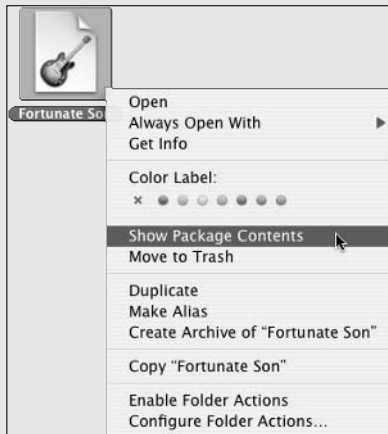 Fortunate So
Open
Always Open With
Get Info
Color Label:
Show Package Contents
Move to Trash
Duplicate
Make Alias
Create Archive of “Fortunate Son”
Copy “Fortunate Son”
Enable Folder Actions
Configure Folder Actions…